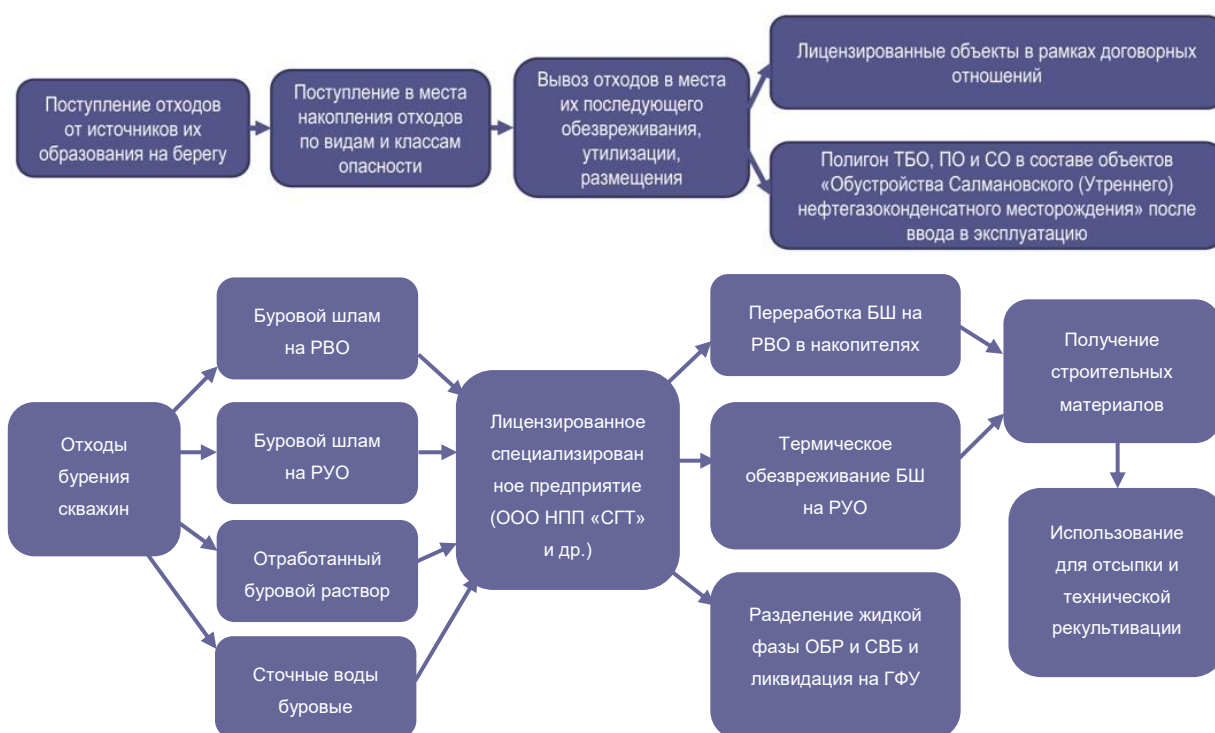 Поступление отходов
от источников их
образования на берегу
Поступление в места
накопления отходов
по видам и классам
опасности
Вывоз отходов в места
их последующего
обезвреживания,
утилизации,
размещения
Лицензированные объекты в рамках договорных
отношений
Полигон ТБО, ПО и СО в составе объектов
«Обустройства Салмановского (Утреннего)
нефтегазоконденсатного месторождения» после
ввода в эксплуатацию
Отходы
бурения
скважин
Буровой шлам
на РВО
Буровой шлам
на РУО
Отработанный
буровой раствор
Сточные воды
буровые
Лицензированное
специализирован
ное предприятие
(ООО НПП «СГТ»
и др.)
Переработка БШ на
РВО в накопителях
Термическое
обезвреживание БШ
на РУО
Разделение жидкой
фазы ОБР и СВБ и
ликвидация на ГФУ
Получение
строительных
материалов
Использование
для отсыпки и
технической
рекультивации